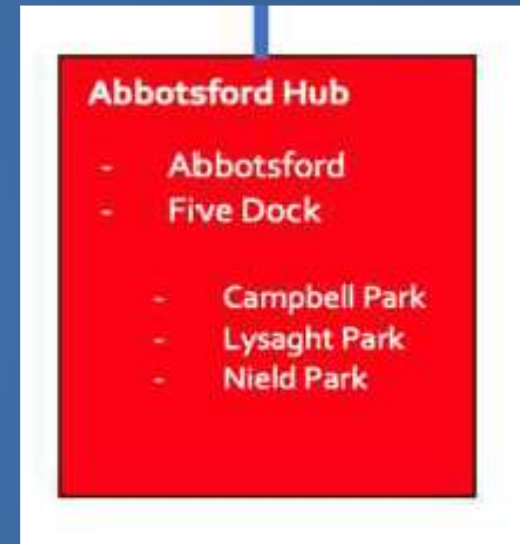 Abbotsford Hub
- Abbotsford
- Five Dock
- Campbell Park
- Lysaght Park
- Nield Park